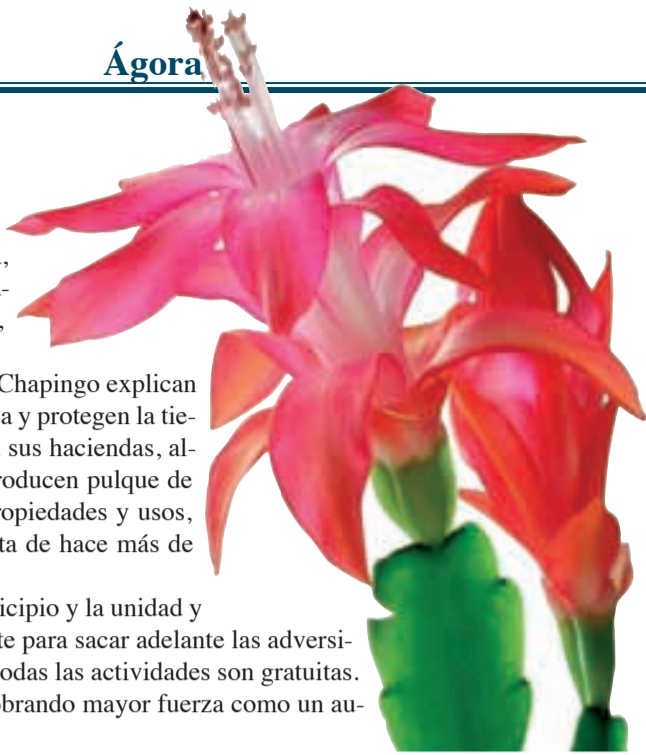 Ágora
Chapingo explican
a y protegen la tie-
sus haciendas, al-
roducen pulque de
ropiedades y usos,
ta de hace más de
icipio y la unidad y
te para sacar adelante las adversi-
odas las actividades son gratuitas.
obrando mayor fuerza como un au-